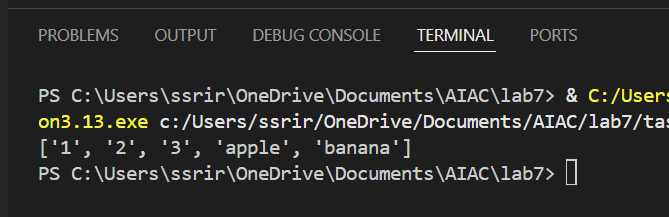 PROBLEMS OUTPUT DEBUG CONSOLE TERMINAL PORTS
PS C:\Users\ssrir\OneDrive\Documents\AIAC\lab7> & C:/Users
on3.13.exe c:/Users/ssrir/OneDrive/Documents/AIAC/lab7/tas
['1', '2', '3', 'apple', 'banana']
PS C:\Users\ssrir\OneDrive\Documents\AIAC\lab7>